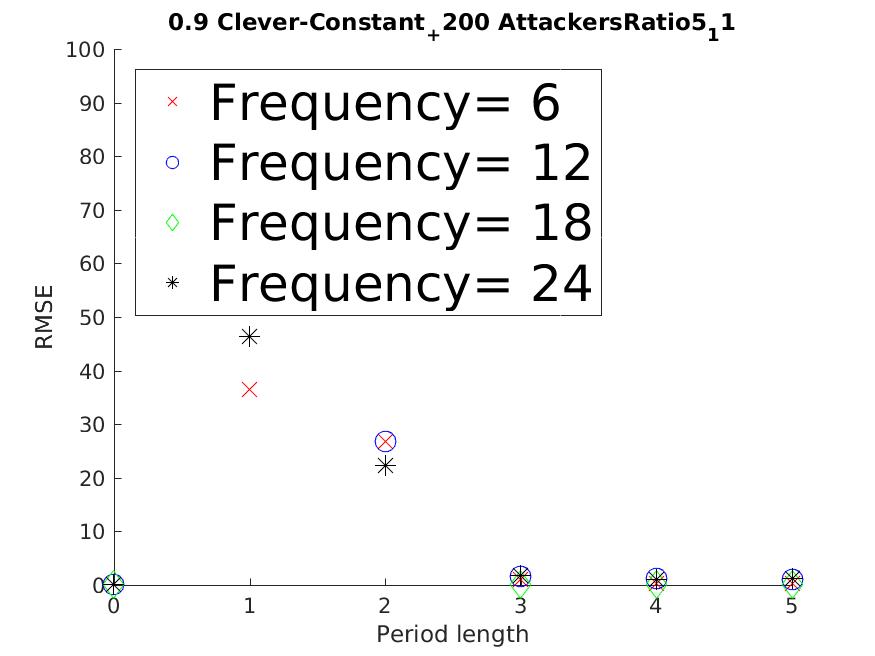 0.9 Clever-Constant₊200 AttackersRatio5₁1
100
90
80
70
60
50
40
30
20
10
0
RMSE
Frequency= 6
Frequency= 12
Frequency= 18
Frequency= 24
0 1 2 3 4 5
Period length